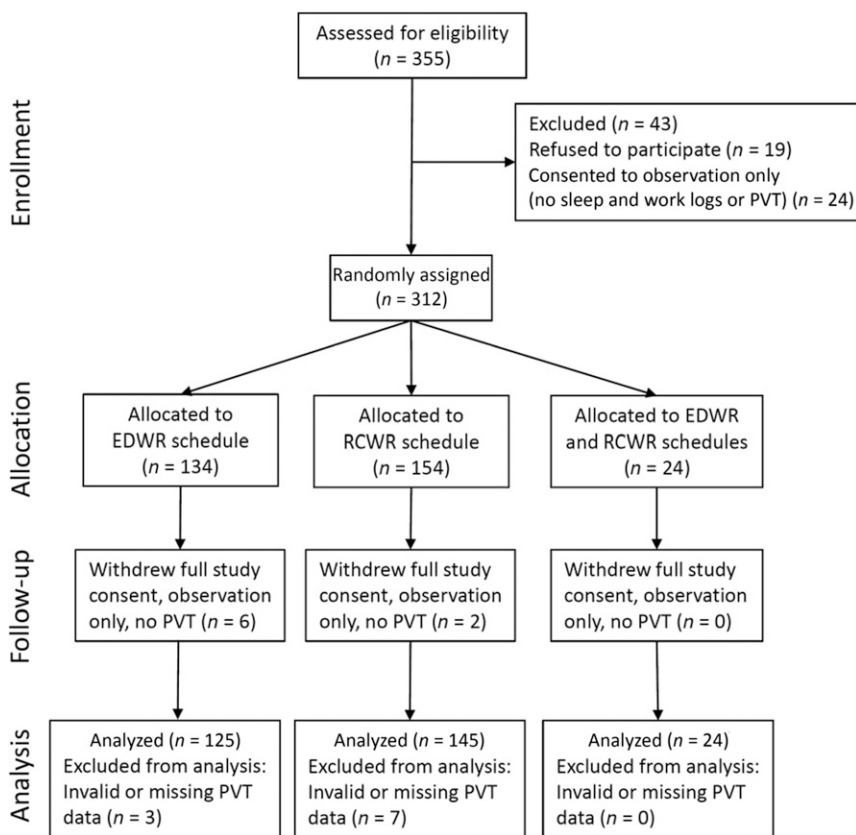 Assessed for eligibility
(n = 355)
Enrollment
Excluded (n = 43)
Refused to participate (n = 19)
Consented to observation only
(no sleep and work logs or PVT) (n = 24)
Randomly assigned
(n = 312)
Allocation
Allocated to
EDWR schedule
(n = 134)
Allocated to
RCWR schedule
(n = 154)
Allocated to EDWR
and RCWR schedules
(n = 24)
Follow-up
Withdrew full study
consent, observation
only, no PVT (n = 6)
Withdrew full study
consent, observation
only, no PVT (n = 2)
Withdrew full study
consent, observation
only, no PVT (n = 0)
Analysis
Analyzed (n = 125)
Excluded from analysis:
Invalid or missing PVT
data (n = 3)
Analyzed (n = 145)
Excluded from analysis:
Invalid or missing PVT
data (n = 7)
Analyzed (n = 24)
Excluded from analysis:
Invalid or missing PVT
data (n = 0)